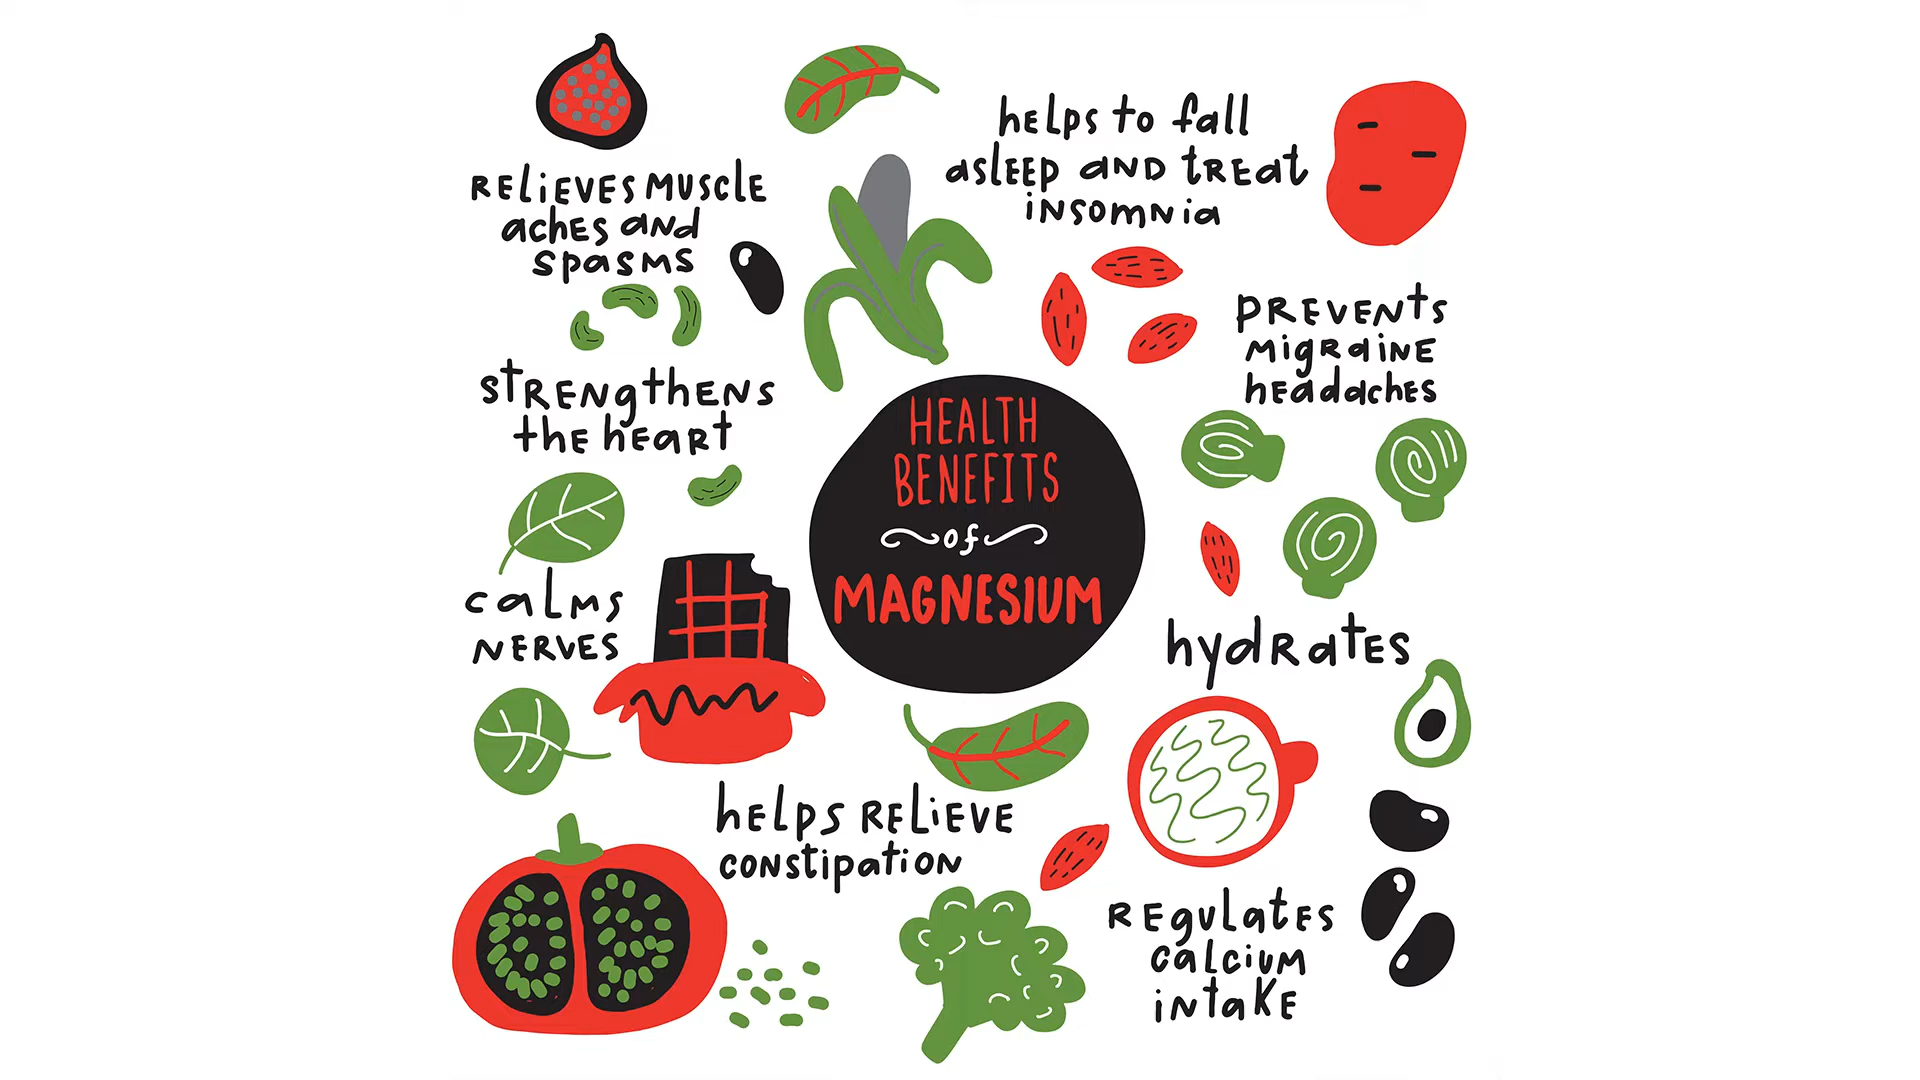 HEALTH
BENEFITS
of
MAGNESIUM
RELiEVES MUSCLE
aches and
spasms
helps to fall
asleep AND TREAT
insomnia
PREVENTS
MIGRAINE
headaches
STRENGTHENS
the heart
calms
NERVES
hydrates
helps RELiEVE
constipation
REGULATES
calcium
intake